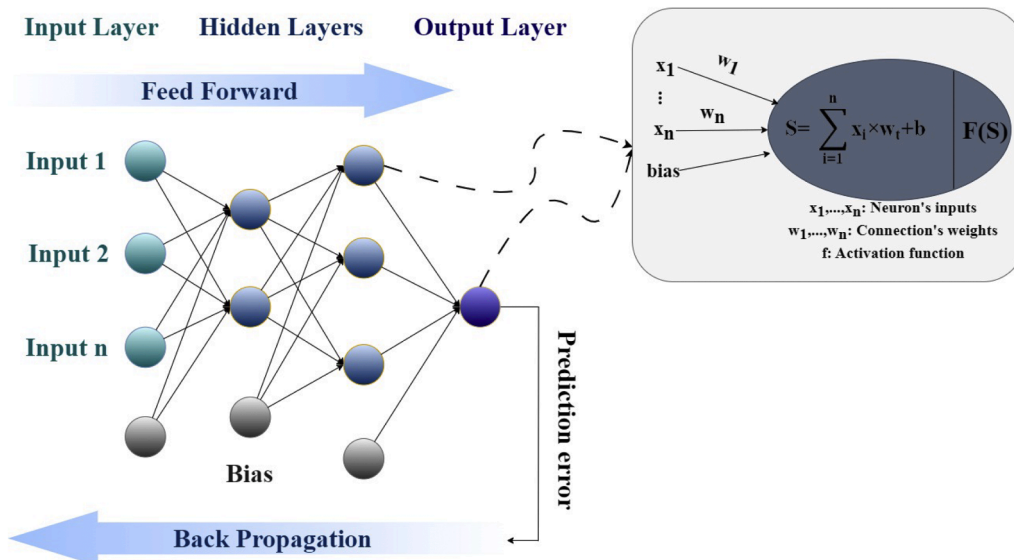 Input Layer Hidden Layers Output Layer
Feed Forward
Input 1
Input 2
Input n
Bias
Prediction error
Back Propagation
x1 w1
⋮
xn wn
bias
n
S= ∑ xi×wt+b F(S)
i=1
x1,...,xn: Neuron's inputs
w1,...,wn: Connection's weights
f: Activation function